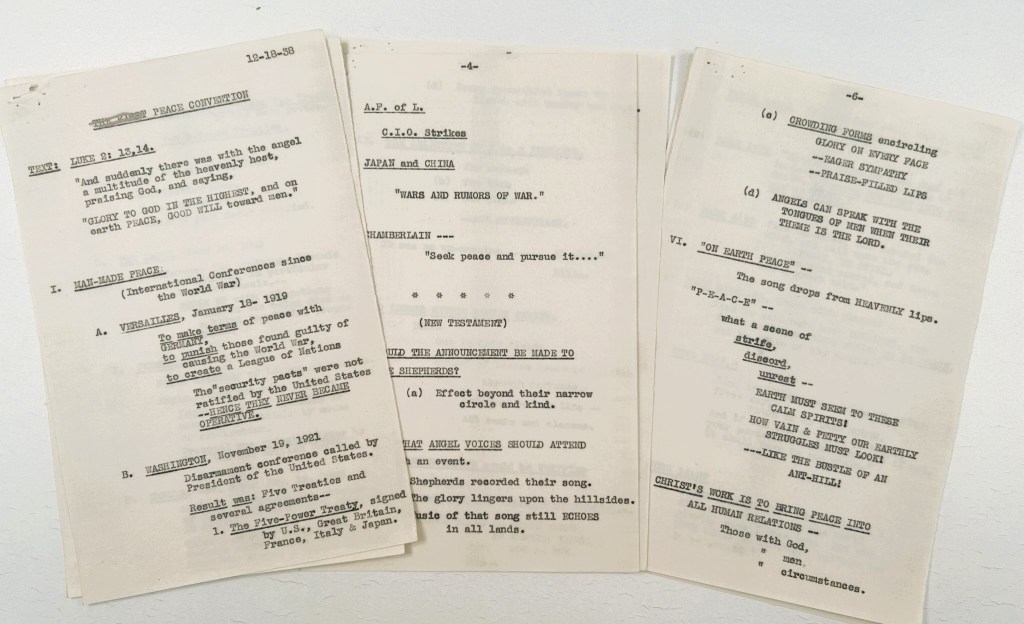 12-18-38
THE FIRST PEACE CONVENTION
TEXT: LUKE 2: 13,14.
"And suddenly there was with the angel
a multitude of the heavenly host,
praising God, and saying,
"GLORY TO GOD IN THE HIGHEST, and on
earth PEACE, GOOD WILL toward men."
I. MAN-MADE PEACE.
(International Conferences since
the World War)
A. VERSAILLES, January 18- 1919
To make terms of peace with
GERMANY,
to punish those found guilty of
causing the World War,
to create a League of Nations
The "security pacts" were not
ratified by the United States
--HENCE THEY NEVER BECAME
OPERATIVE.
B. WASHINGTON, November 19, 1921
Disarmament conference called by
President of the United States.
Result was: Five Treaties and
several agreements--
1. The Five-Power Treaty, signed
by U.S., Great Britain,
France, Italy & Japan.
-4-
A.F. of L.
C.I.O. Strikes
JAPAN and CHINA
"WARS AND RUMORS OF WAR."
CHAMBERLAIN ---
"Seek peace and pursue it...."
* * * * *
(NEW TESTAMENT)
OULD THE ANNOUNCEMENT BE MADE TO
E SHEPHERDS?
(a) Effect beyond their narrow
circle and kind.
HAT ANGEL VOICES SHOULD ATTEND
an event.
Shepherds recorded their song.
The glory lingers upon the hillsides.
usic of that song still ECHOES
in all lands.
-6-
(c) CROWDING FORMS encircling
GLORY ON EVERY FACE
--EAGER SYMPATHY
--PRAISE-FILLED LIPS
(d) ANGELS CAN SPEAK WITH THE
TONGUES OF MEN WHEN THEIR
THEME IS THE LORD.
VI. "ON EARTH PEACE" --
The song drops from HEAVENLY lips.
"P-E-A-C-E" --
what a scene of
strife,
discord,
unrest --
EARTH MUST SEEM TO THESE
CALM SPIRITS!
HOW VAIN & PETTY OUR EARTHLY
STRUGGLES MUST LOOK!
----LIKE THE BUSTLE OF AN
ANT-HILL!
CHRIST'S WORK IS TO BRING PEACE INTO
ALL HUMAN RELATIONS --
Those with God,
" men.
" circumstances.